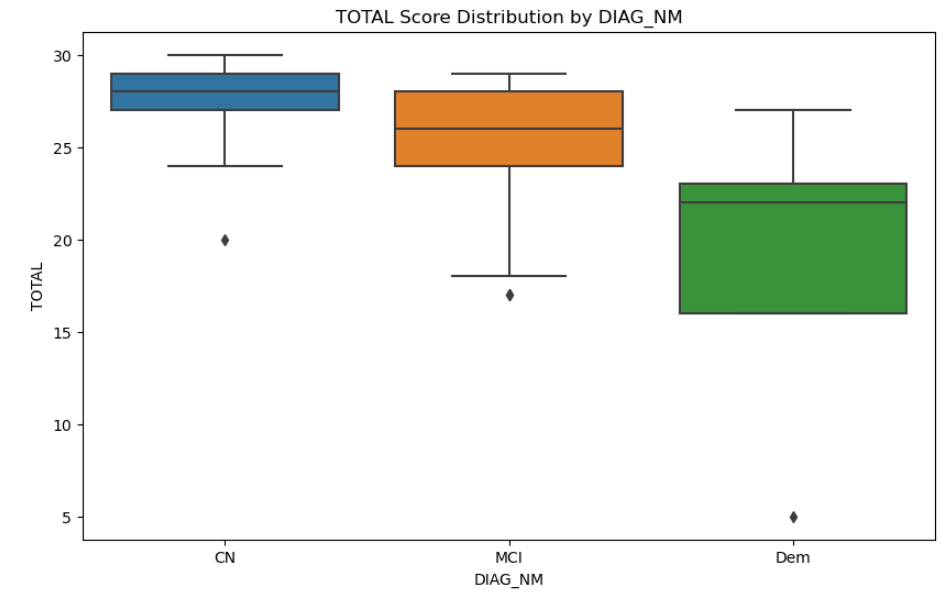 TOTAL Score Distribution by DIAG_NM
30
25
20
15
10
5
TOTAL
CN
MCI
Dem
DIAG_NM